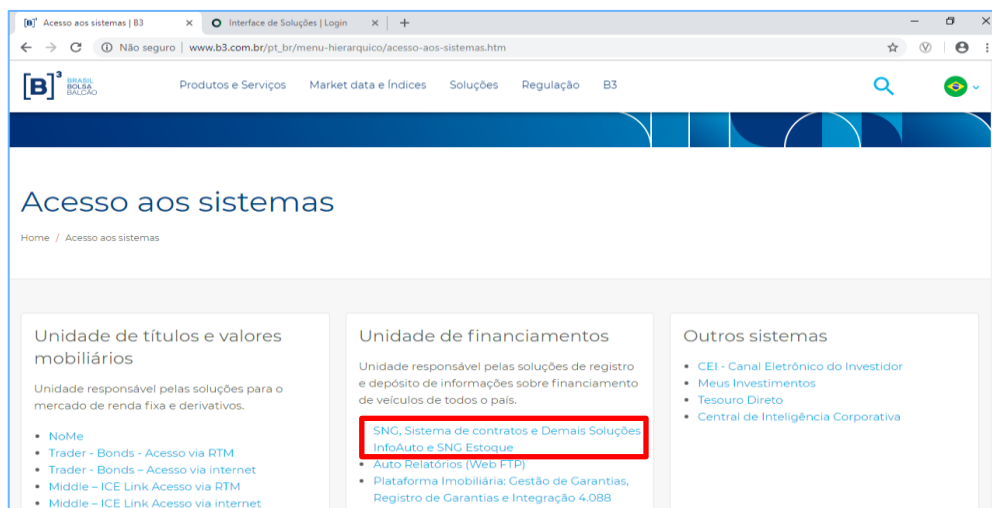 [B]³ Acesso aos sistemas | B3
Interface de Soluções | Login
Não seguro | www.b3.com.br/pt_br/menu-hierarquico/acesso-aos-sistemas.htm
[B]³ BRASIL
BOLSA
BALCÃO
Produtos e Serviços Market data e Índices Soluções Regulação B3
Acesso aos sistemas
Home / Acesso aos sistemas
Unidade de títulos e valores
mobiliários
Unidade responsável pelas soluções para o
mercado de renda fixa e derivativos.
• NoMe
• Trader - Bonds - Acesso via RTM
• Trader - Bonds – Acesso via internet
• Middle – ICE Link Acesso via RTM
• Middle – ICE Link Acesso via internet
Unidade de financiamentos
Unidade responsável pelas soluções de registro
e depósito de informações sobre financiamento
de veículos de todo o país.
SNG, Sistema de contratos e Demais Soluções
InfoAuto e SNG Estoque
• Auto Relatórios (Web FTP)
• Plataforma Imobiliária: Gestão de Garantias,
Registro de Garantias e Integração 4.088
Outros sistemas
• CEI - Canal Eletrônico do Investidor
• Meus Investimentos
• Tesouro Direto
• Central de Inteligência Corporativa